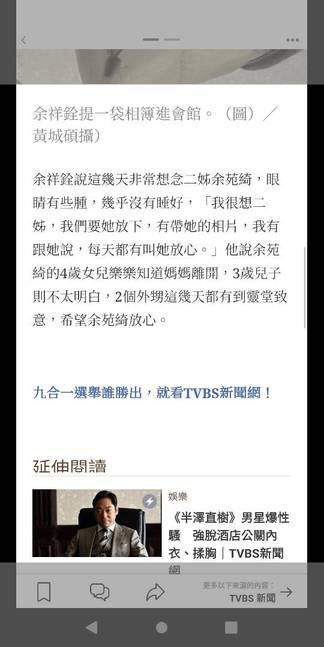 余祥銓提一袋相簿進會館。（圖）／
黃城碩攝）
余祥銓說這幾天非常想念二姊余苑綺，眼
睛有些腫，幾乎沒有睡好，「我很想二
姊，我們要她放下，有帶她的相片，我有
跟她說，每天都有叫她放心。」他說余苑
綺的4歲女兒樂樂知道媽媽離開，3歲兒子
則不太明白，2個外甥這幾天都有到靈堂致
意，希望余苑綺放心。
九合一選舉誰勝出，就看TVBS新聞網！
延伸閱讀
娛樂
《半澤直樹》男星爆性
騷　強脫酒店公關內
衣、揉胸｜TVBS新聞
網
更多以下來源的內容：
TVBS 新聞